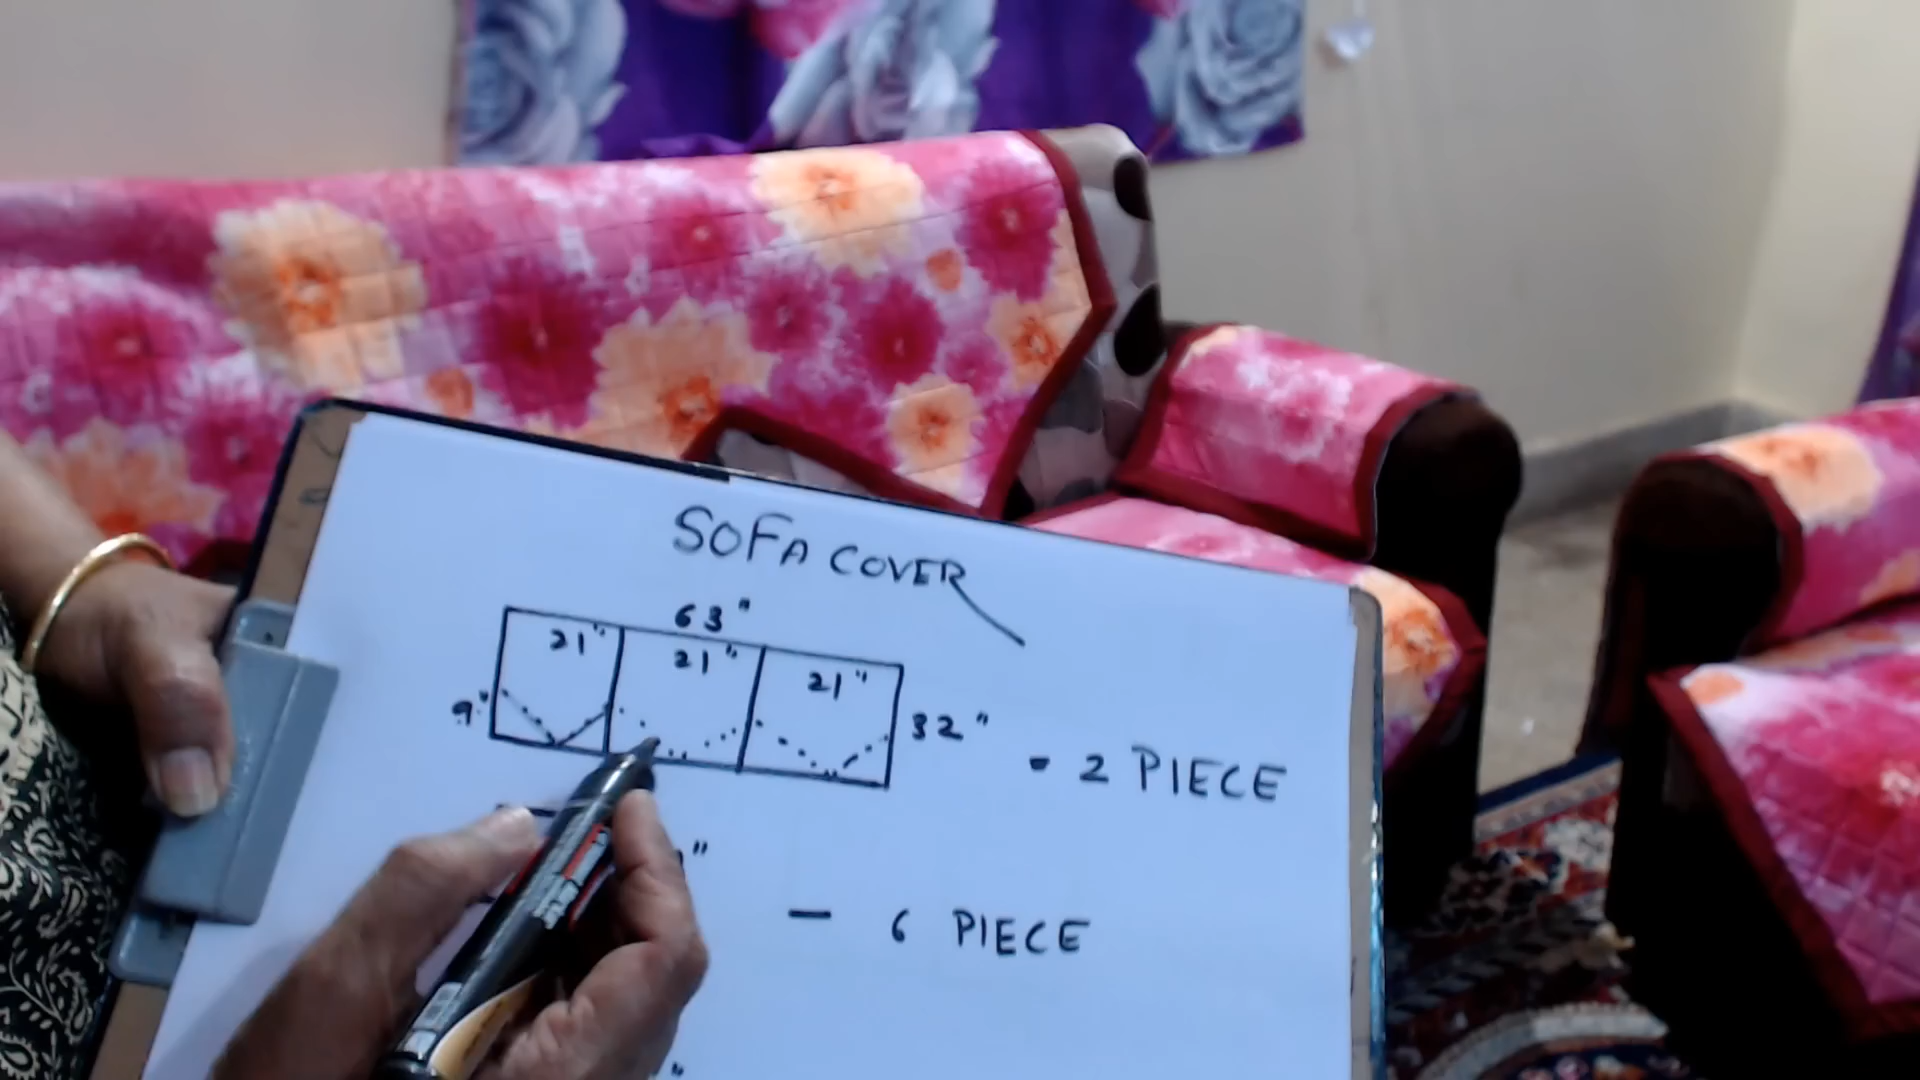 SOFA COVER
63"
21" 21" 21"
9" 32"
- 2 PIECE
"
- 6 PIECE
"